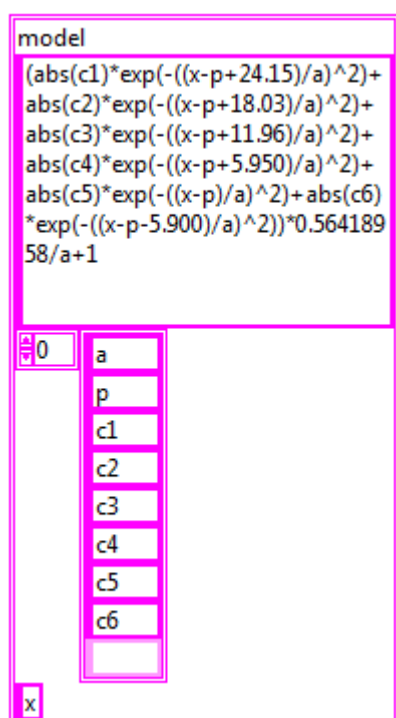 model
(abs(c1)*exp(-((x-p+24.15)/a)^2)+
abs(c2)*exp(-((x-p+18.03)/a)^2)+
abs(c3)*exp(-((x-p+11.96)/a)^2)+
abs(c4)*exp(-((x-p+5.950)/a)^2)+
abs(c5)*exp(-((x-p)/a)^2)+abs(c6)
*exp(-((x-p-5.900)/a)^2))*0.564189
58/a+1
0
a
p
c1
c2
c3
c4
c5
c6
x